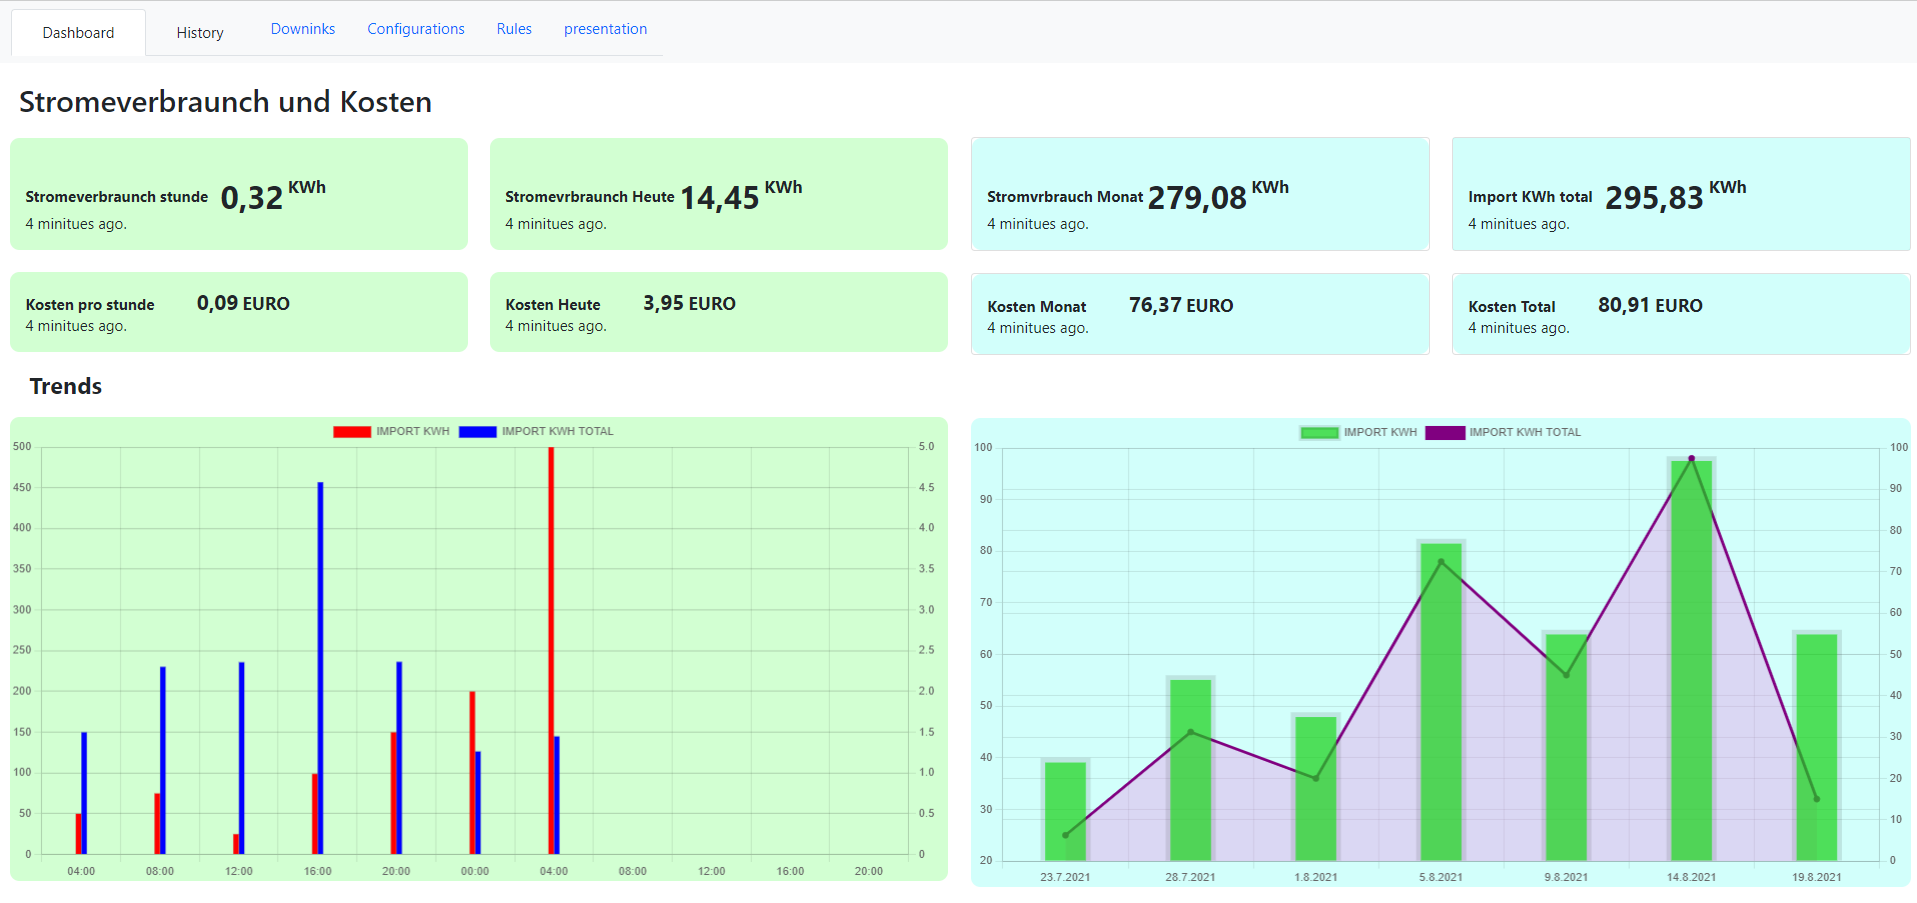 Dashboard History Downinks Configurations Rules presentation
Stromeverbraunch und Kosten
Stromeverbraunch stunde 0,32 KWh
4 minitues ago.
Stromevrbraunch Heute 14,45 KWh
4 minitues ago.
Stromvrbrauch Monat 279,08 KWh
4 minitues ago.
Import KWh total 295,83 KWh
4 minitues ago.
Kosten pro stunde 0,09 EURO
4 minitues ago.
Kosten Heute 3,95 EURO
4 minitues ago.
Kosten Monat 76,37 EURO
4 minitues ago.
Kosten Total 80,91 EURO
4 minitues ago.
Trends
IMPORT KWH IMPORT KWH TOTAL
500 5.0
450 4.5
400 4.0
350 3.5
300 3.0
250 2.5
200 2.0
150 1.5
100 1.0
50 0.5
0 0
04:00 08:00 12:00 16:00 20:00 00:00 04:00 08:00 12:00 16:00 20:00
IMPORT KWH IMPORT KWH TOTAL
100 100
90 90
80 80
70 70
60 60
50 50
40 40
30 30
20 20
10
0
23.7.2021 28.7.2021 1.8.2021 5.8.2021 9.8.2021 14.8.2021 19.8.2021